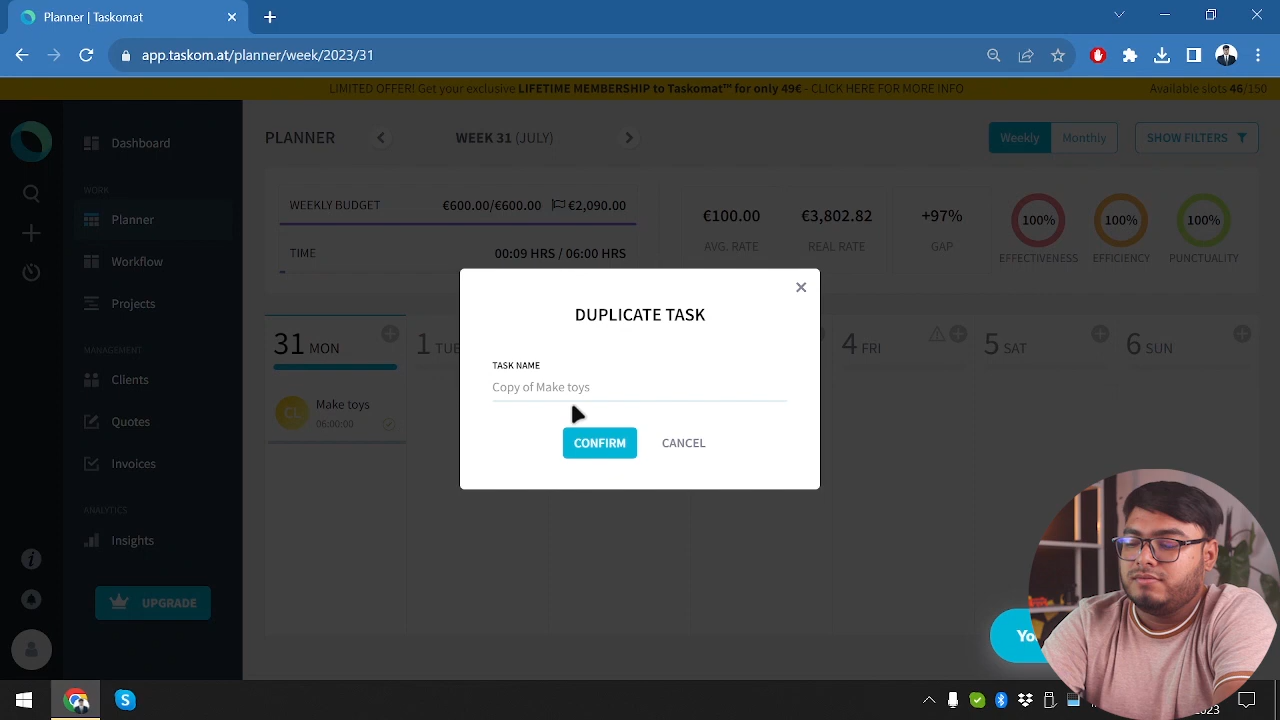 Planner | Taskomat
app.taskomat.at/week/2023/31
LIMITED OFFER! Get your exclusive LIFETIME MEMBERSHIP to Taskomat™ for only 49€ - CLICK HERE FOR MORE INFO
Available slots 46/150
Dashboard
WORK
Planner
Workflow
Projects
MANAGEMENT
Clients
Quotes
Invoices
ANALYTICS
Insights
UPGRADE
PLANNER
WEEK 31 (JULY)
Weekly
Monthly
SHOW FILTERS
WEEKLY BUDGET
€600.00/€600.00
€2,090.00
TIME
00:09 HRS / 06:00 HRS
€100.00
AVG. RATE
€3,802.82
REAL RATE
+97%
GAP
100%
EFFECTIVENESS
100%
EFFICIENCY
100%
PUNCTUALITY
31 MON
1 TUE
4 FRI
5 SAT
6 SUN
CL
Make toys
06:00:00
DUPLICATE TASK
TASK NAME
Copy of Make toys
CONFIRM
CANCEL
Yo